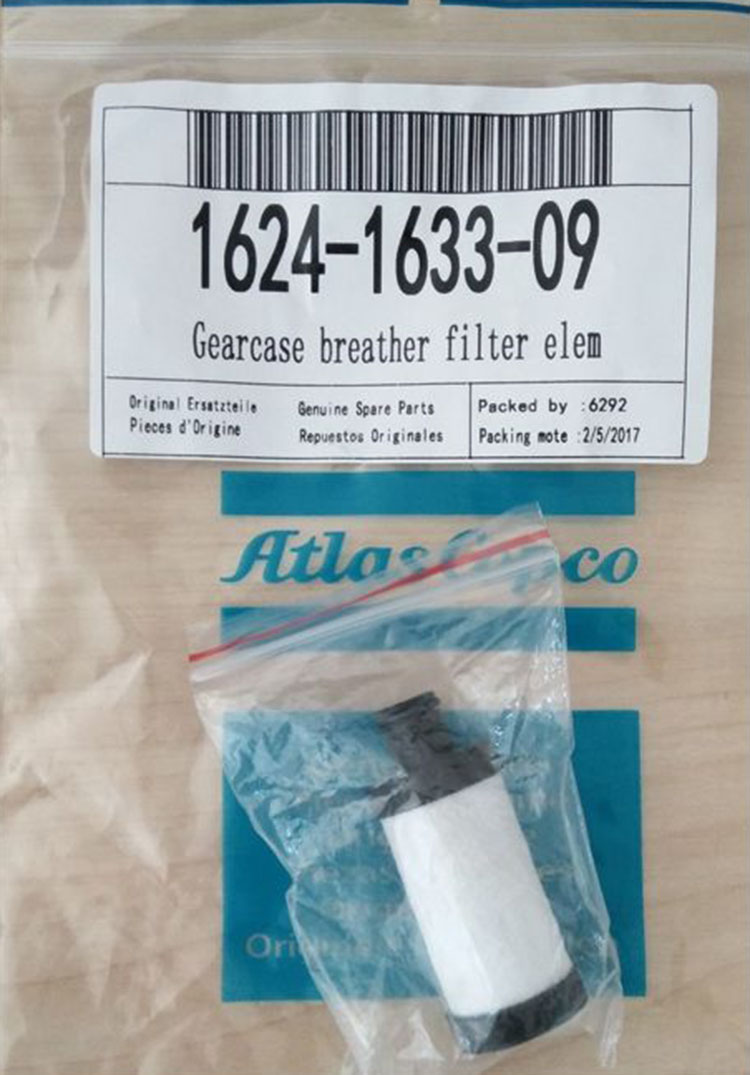 1624-1633-09
Gearcase breather filter elem
Original Ersatzteile
Pieces d'Origine
Genuine Spare Parts
Repuestos Originales
Packed by :6292
Packing mote :2/5/2017
Atlas Copco